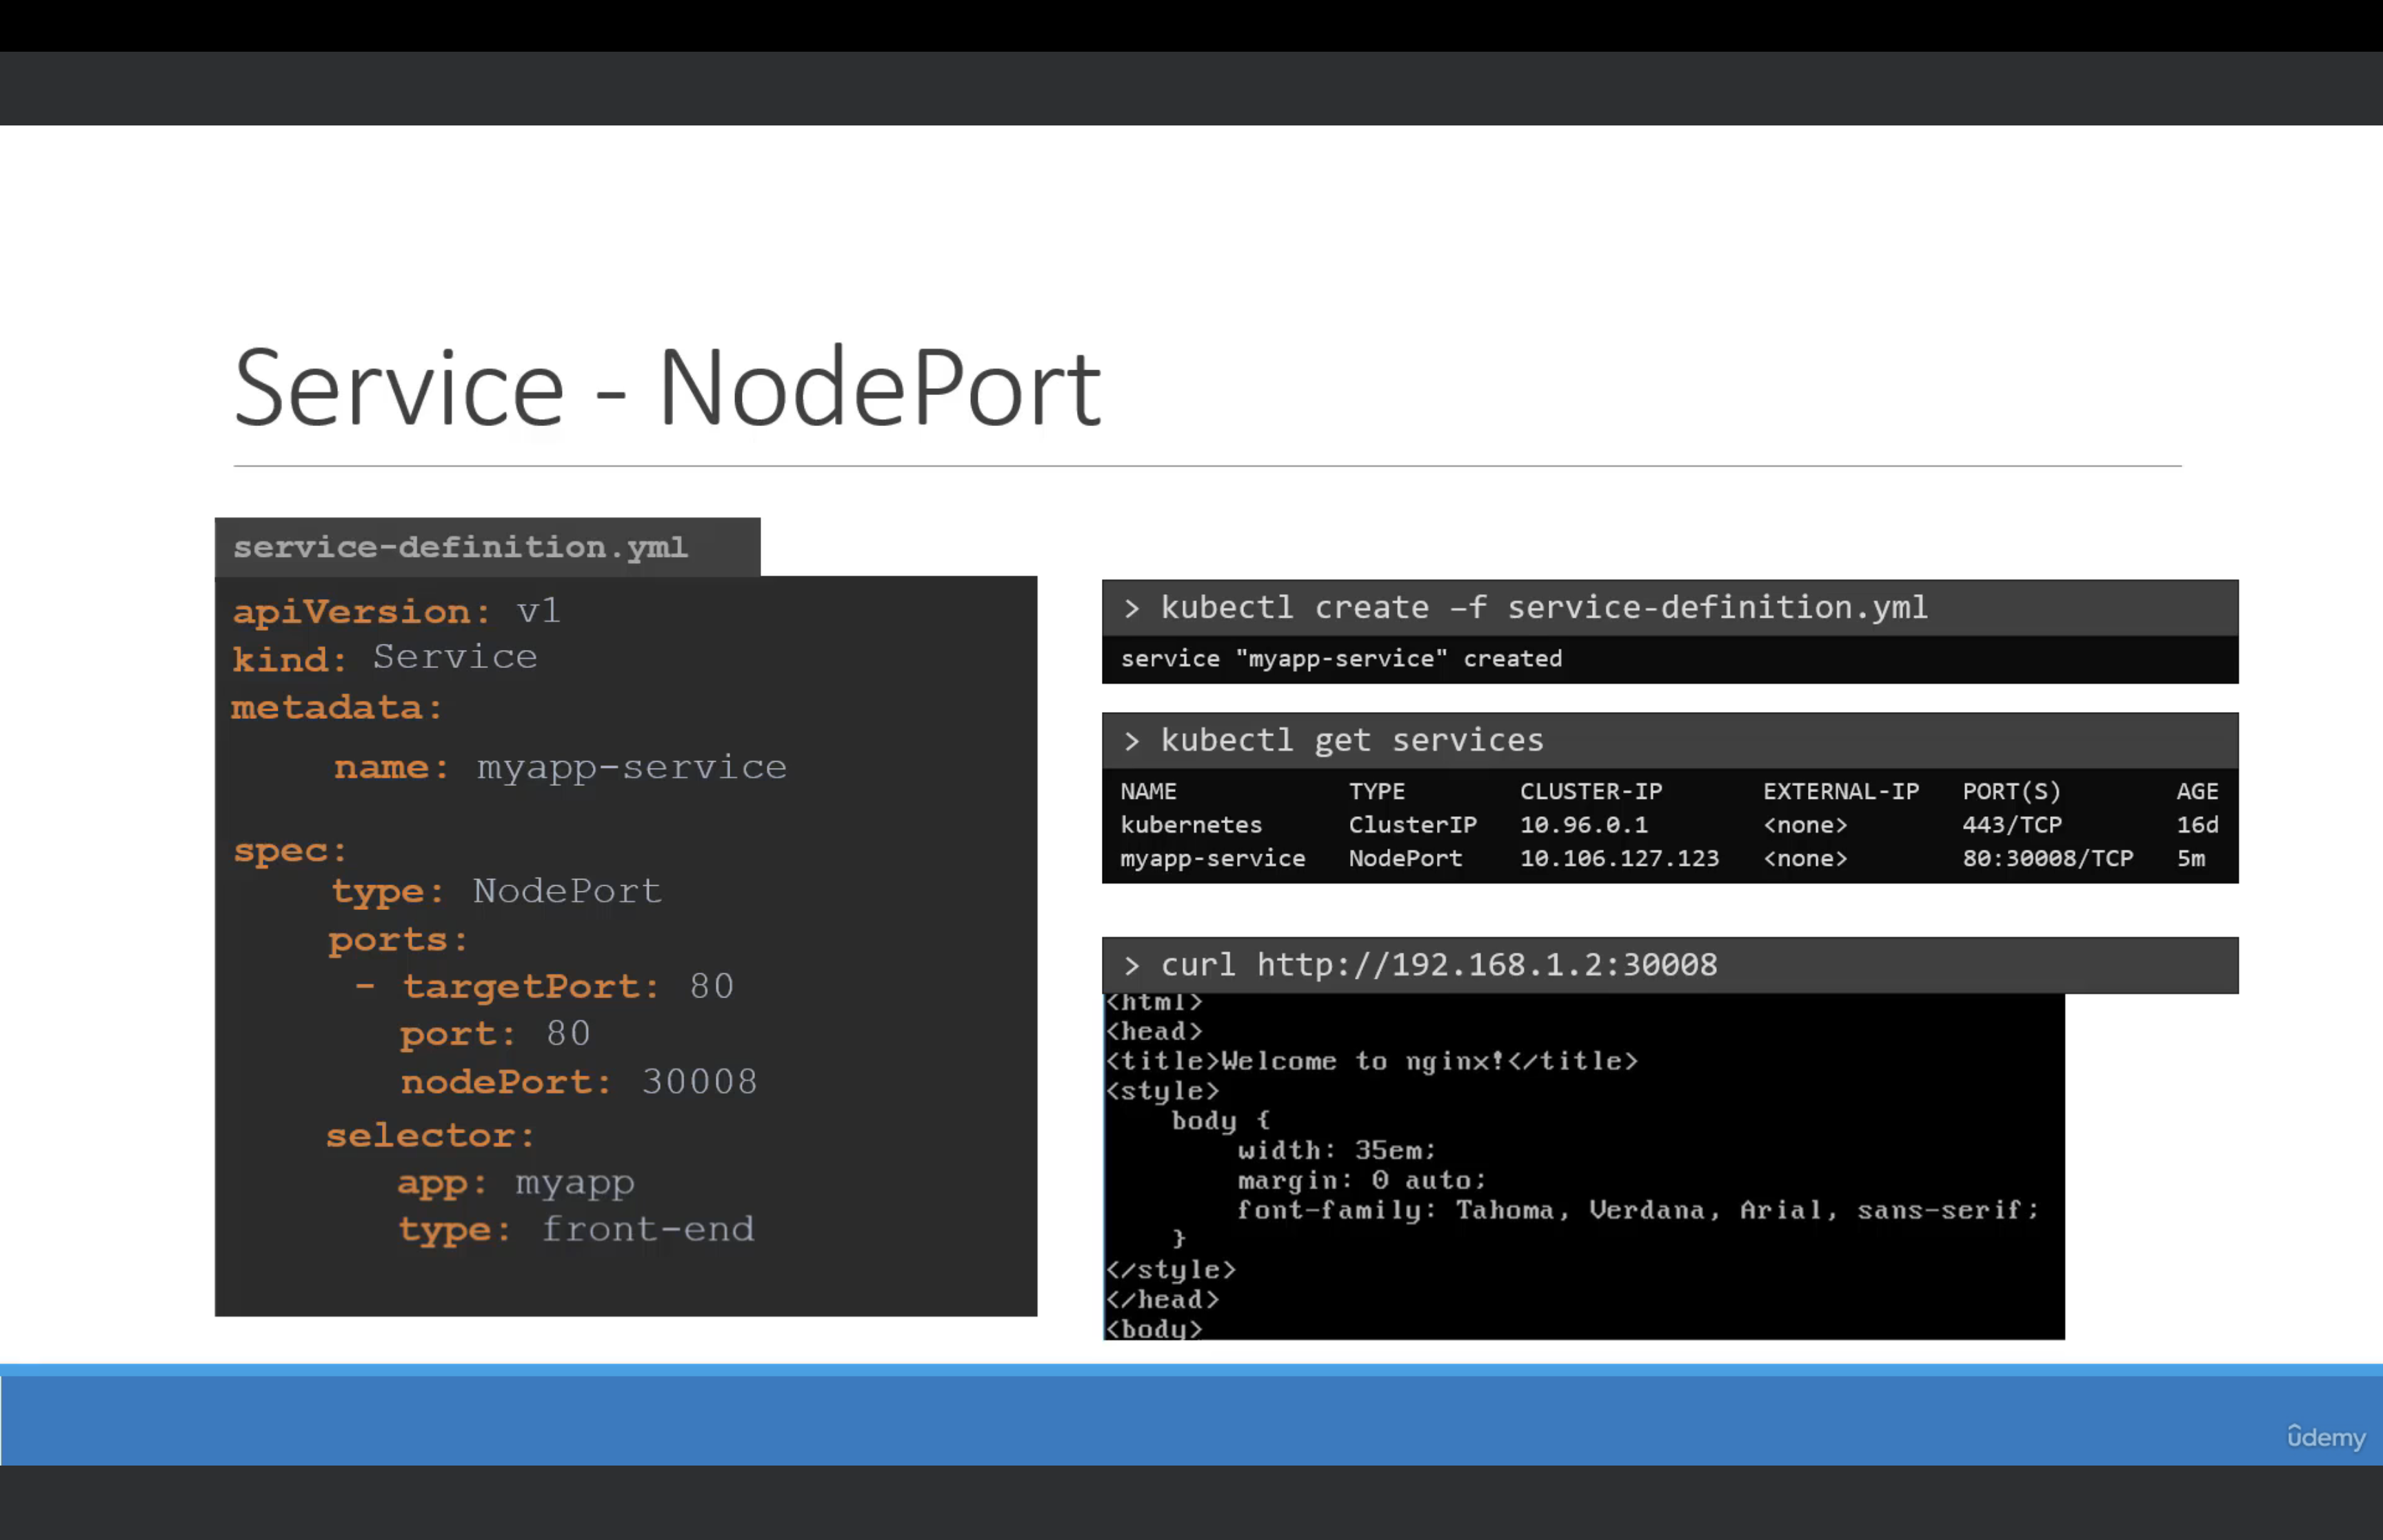 Service - NodePort
service-definition.yml
apiVersion: v1
kind: Service
metadata:
name: myapp-service
spec:
type: NodePort
ports:
- targetPort: 80
port: 80
nodePort: 30008
selector:
app: myapp
type: front-end
> kubectl create –f service-definition.yml
service "myapp-service" created
> kubectl get services
NAME TYPE CLUSTER-IP EXTERNAL-IP PORT(S) AGE
kubernetes ClusterIP 10.96.0.1 <none> 443/TCP 16d
myapp-service NodePort 10.106.127.123 <none> 80:30008/TCP 5m
> curl http://192.168.1.2:30008
<html>
<head>
<title>Welcome to nginx!</title>
<style>
body {
width: 35em;
margin: 0 auto;
font-family: Tahoma, Verdana, Arial, sans-serif;
}
</style>
</head>
<body>
ûdemy